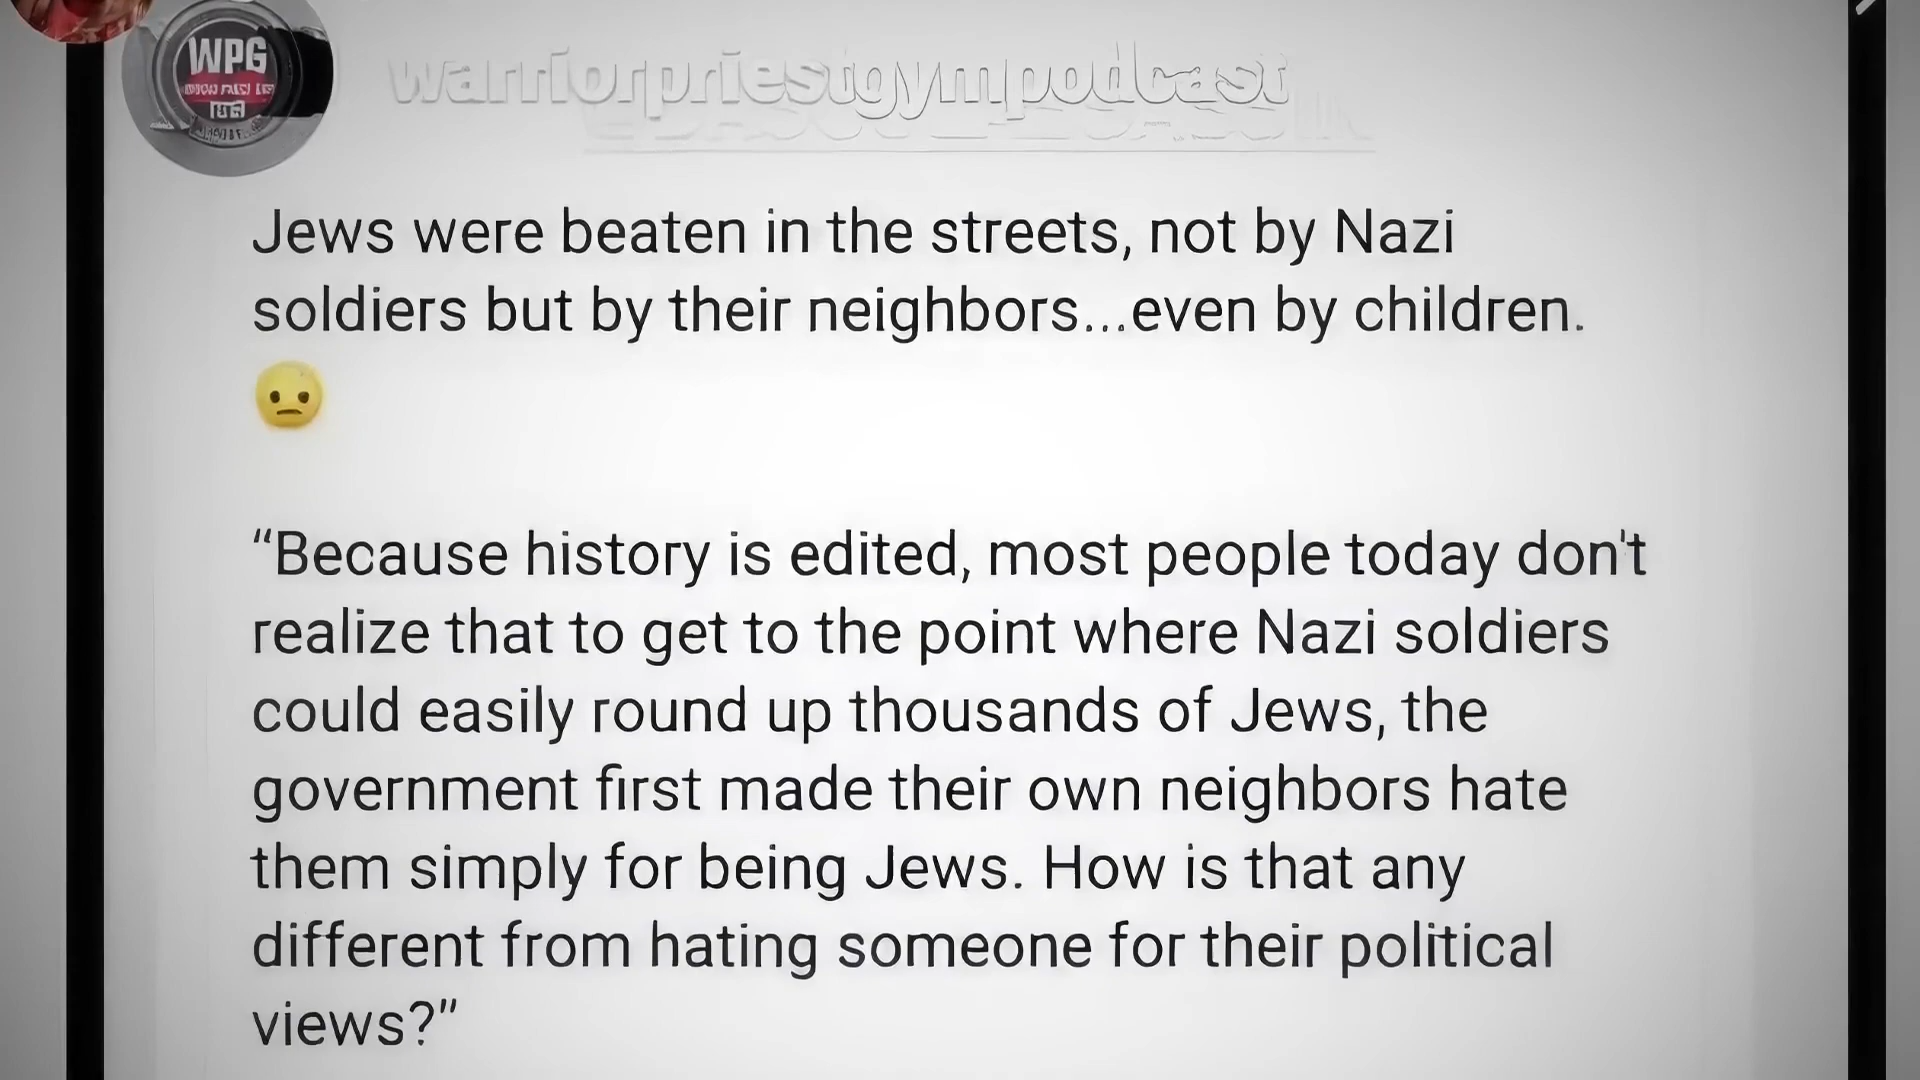 WPG
warriorpriestgympodcast
Jews were beaten in the streets, not by Nazi
soldiers but by their neighbors...even by children.
“Because history is edited, most people today don't
realize that to get to the point where Nazi soldiers
could easily round up thousands of Jews, the
government first made their own neighbors hate
them simply for being Jews. How is that any
different from hating someone for their political
views?”